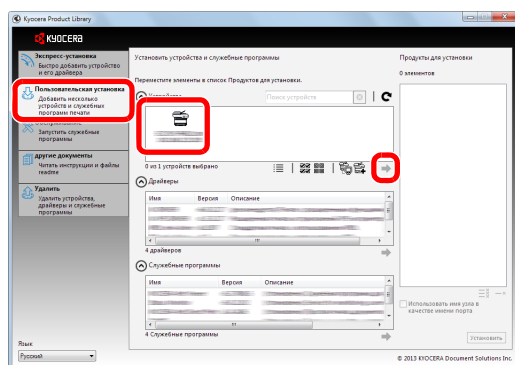 Kyocera Product Library
KYOCERA
Экспресс-установка
Быстро добавить устройство
и его драйвера
Пользовательская установка
Добавить несколько
устройств и служебных
программ печати
Запустить служебные
программы
Другие документы
Читать инструкции и файлы
readme
Удалить
Удалить устройства,
драйверы и служебные
программы
Язык
Русский
Установить устройства и служебные программы
Переместите элементы в список Продуктов для установки.
Поиск устройств
0 из 1 устройств выбрано
Драйверы
Имя Версия Описание
4 драйверов
Служебные программы
Имя Версия Описание
4 Служебные программы
Продукты для установки
0 элементов
Использовать имя узла в
качестве имени порта
Установить
© 2013 KYOCERA Document Solutions Inc.